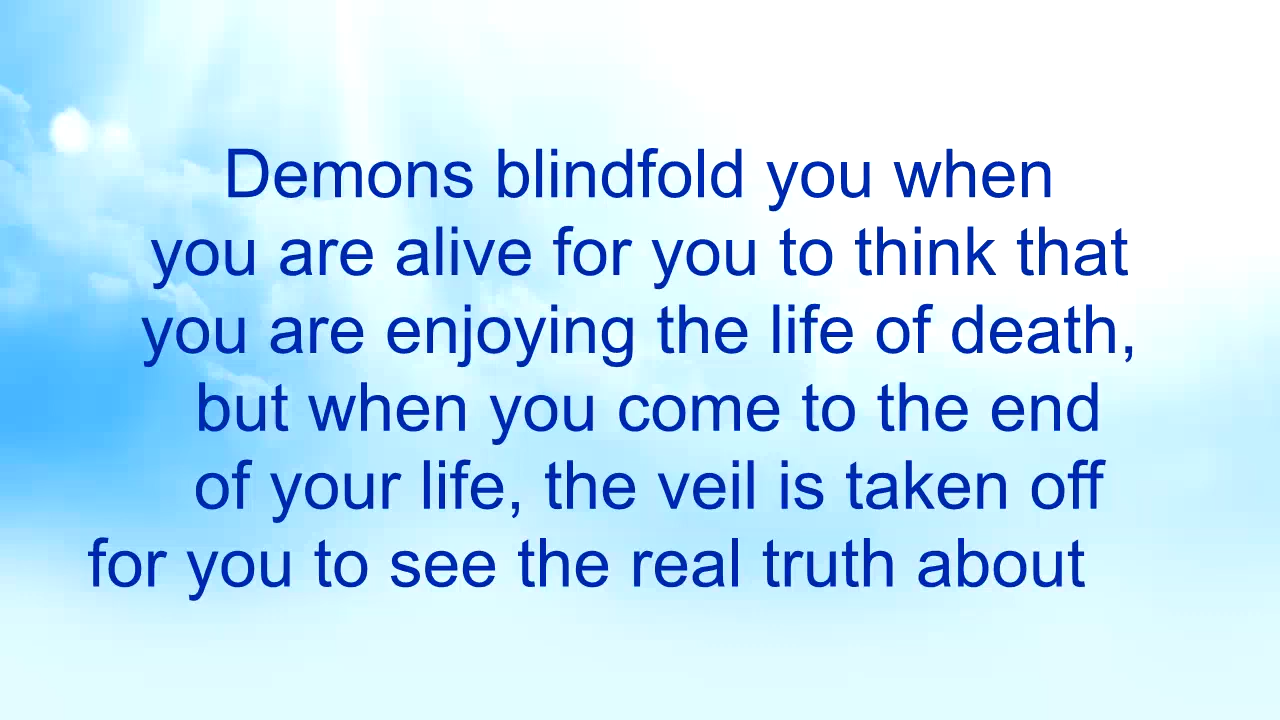 Demons blindfold you when
you are alive for you to think that
you are enjoying the life of death,
but when you come to the end
of your life, the veil is taken off
for you to see the real truth about